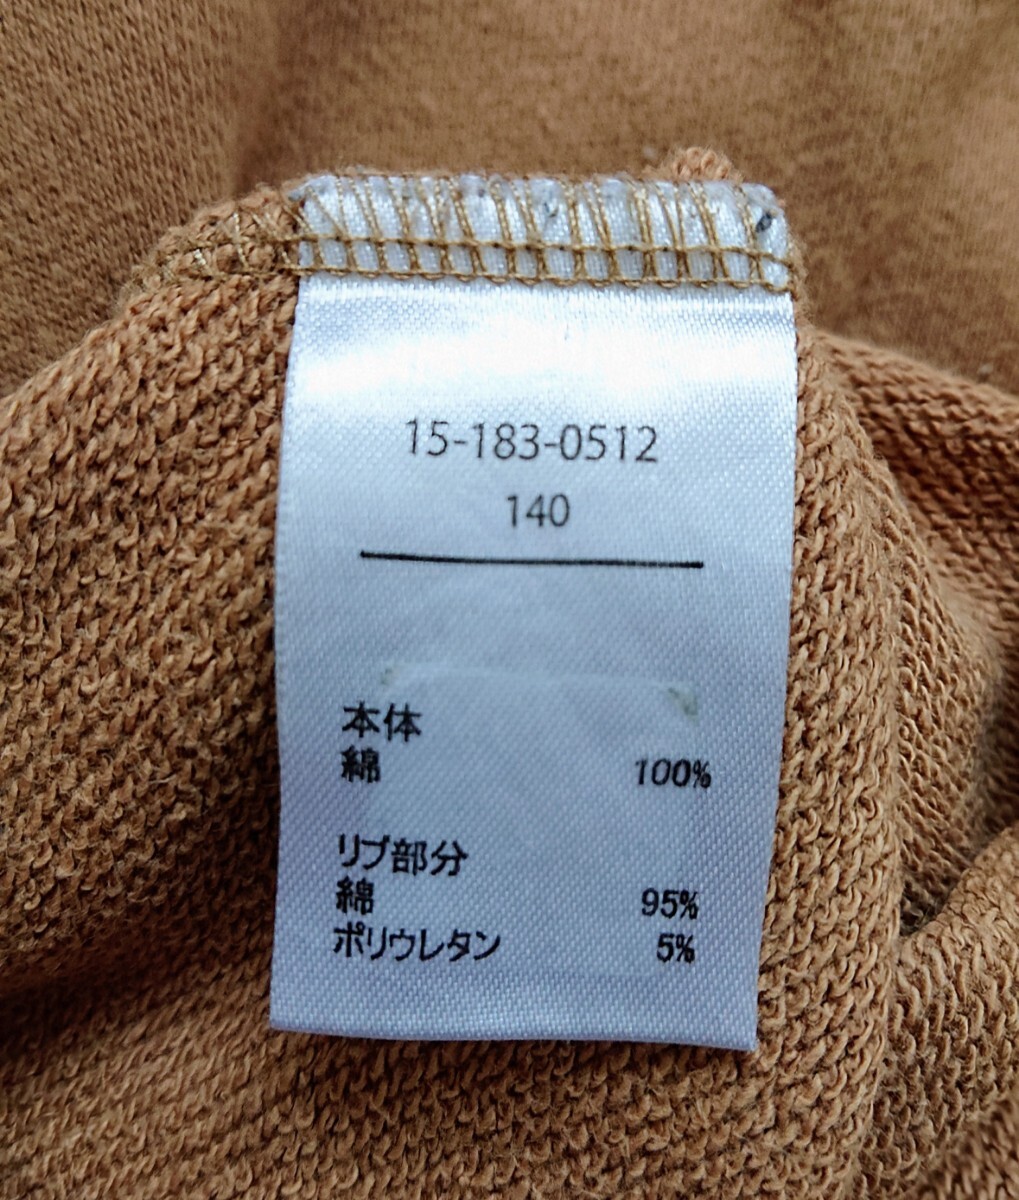 15-183-0512
140
本体
綿 100%
リブ部分
綿 95%
ポリウレタン 5%